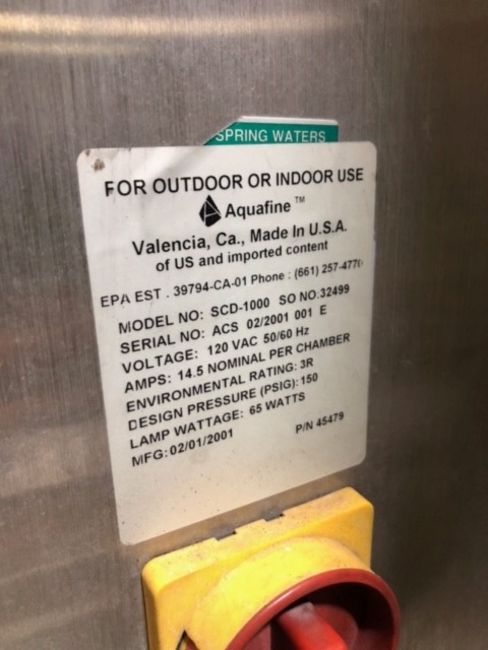 SPRING WATERS
FOR OUTDOOR OR INDOOR USE
Aquafine ™
Valencia, Ca., Made In U.S.A.
of US and imported content
EPA EST . 39794-CA-01 Phone : (661) 257-4770
MODEL NO: SCD-1000 SO NO:32499
SERIAL NO: ACS 02/2001 001 E
VOLTAGE: 120 VAC 50/60 Hz
AMPS: 14.5 NOMINAL PER CHAMBER
ENVIRONMENTAL RATING: 3R
DESIGN PRESSURE (PSIG): 150
LAMP WATTAGE: 65 WATTS
MFG: 02/01/2001 P/N 45479